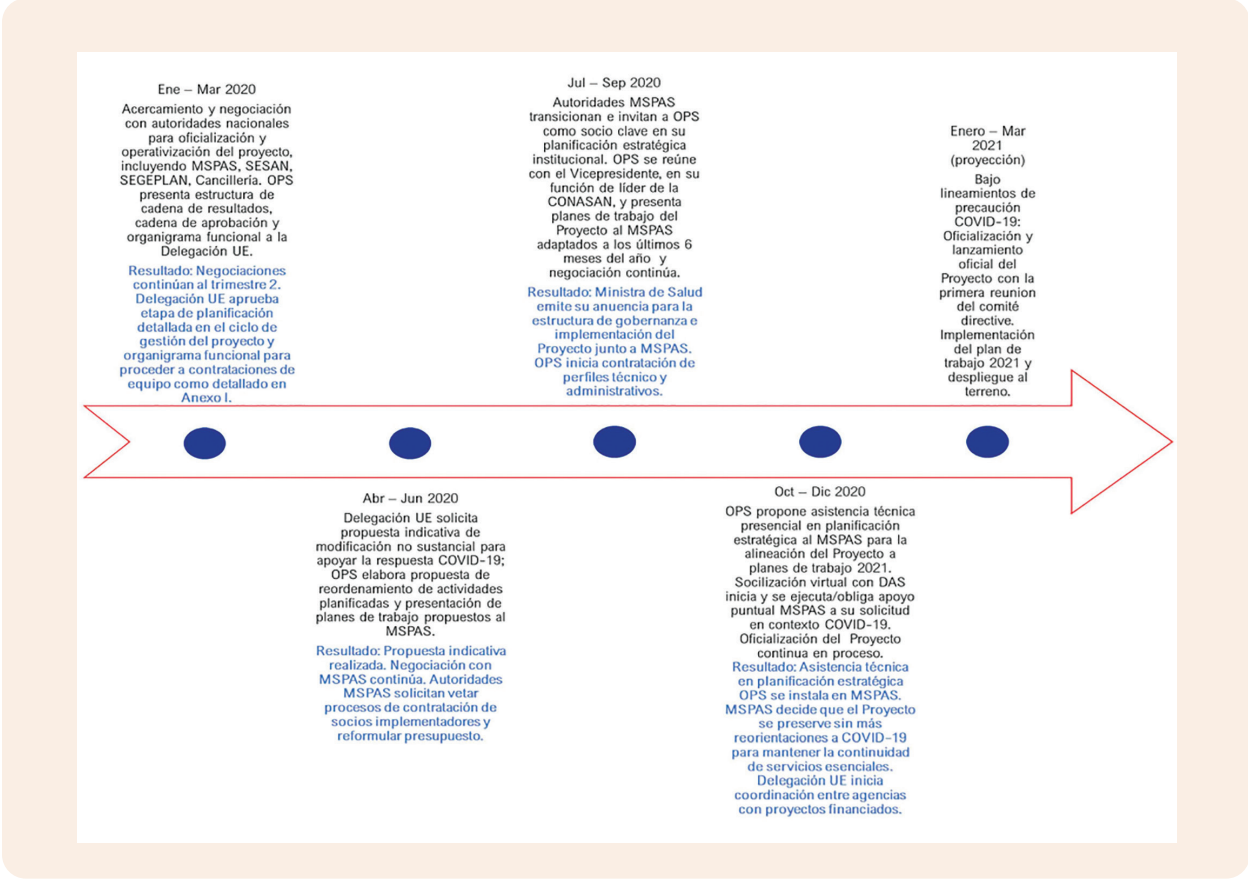 Ene – Mar 2020
Acercamiento y negociación
con autoridades nacionales
para oficialización y
operativización del proyecto,
incluyendo MSPAS, SESAN,
SEGEPLAN, Cancillería. OPS
presenta estructura de
cadena de resultados,
cadena de aprobación y
organigrama funcional a la
Delegación UE.
Resultado: Negociaciones
continúan al trimestre 2.
Delegación UE aprueba
etapa de planificación
detallada en el ciclo de
gestión del proyecto y
organigrama funcional para
proceder a contrataciones de
equipo como detallado en
Anexo I.
Abr – Jun 2020
Delegación UE solicita
propuesta indicativa de
modificación no sustancial para
apoyar la respuesta COVID-19;
OPS elabora propuesta de
reordenamiento de actividades
planificadas y presentación de
planes de trabajo propuestos al
MSPAS.
Resultado: Propuesta indicativa
realizada. Negociación con
MSPAS continúa. Autoridades
MSPAS solicitan vetar
procesos de contratación de
socios implementadores y
reformular presupuesto.
Jul – Sep 2020
Autoridades MSPAS
transicionan e invitan a OPS
como socio clave en su
planificación estratégica
institucional. OPS se reúne
con el Vicepresidente, en su
función de líder de la
CONASAN, y presenta
planes de trabajo del
Proyecto al MSPAS
adaptados a los últimos 6
meses del año y
negociación continúa.
Resultado: Ministra de Salud
emite su anuencia para la
estructura de gobernanza e
implementación del
Proyecto junto a MSPAS.
OPS inicia contratación de
perfiles técnico y
administrativos.
Oct – Dic 2020
OPS propone asistencia técnica
presencial en planificación
estratégica al MSPAS para la
alineación del Proyecto a
planes de trabajo 2021.
Socilización virtual con DAS
inicia y se ejecuta/obliga apoyo
puntual MSPAS a su solicitud
en contexto COVID-19.
Oficialización del Proyecto
continua en proceso.
Resultado: Asistencia técnica
en planificación estratégica
OPS se instala en MSPAS.
MSPAS decide que el Proyecto
se preserve sin más
reorientaciones a COVID-19
para mantener la continuidad
de servicios esenciales.
Delegación UE inicia
coordinación entre agencias
con proyectos financiados.
Enero – Mar
2021
(proyección)
Bajo
lineamientos de
precaución
COVID-19:
Oficialización y
lanzamiento
oficial del
Proyecto con la
primera reunion
del comité
directive.
Implementación
del plan de
trabajo 2021 y
despliegue al
terreno.